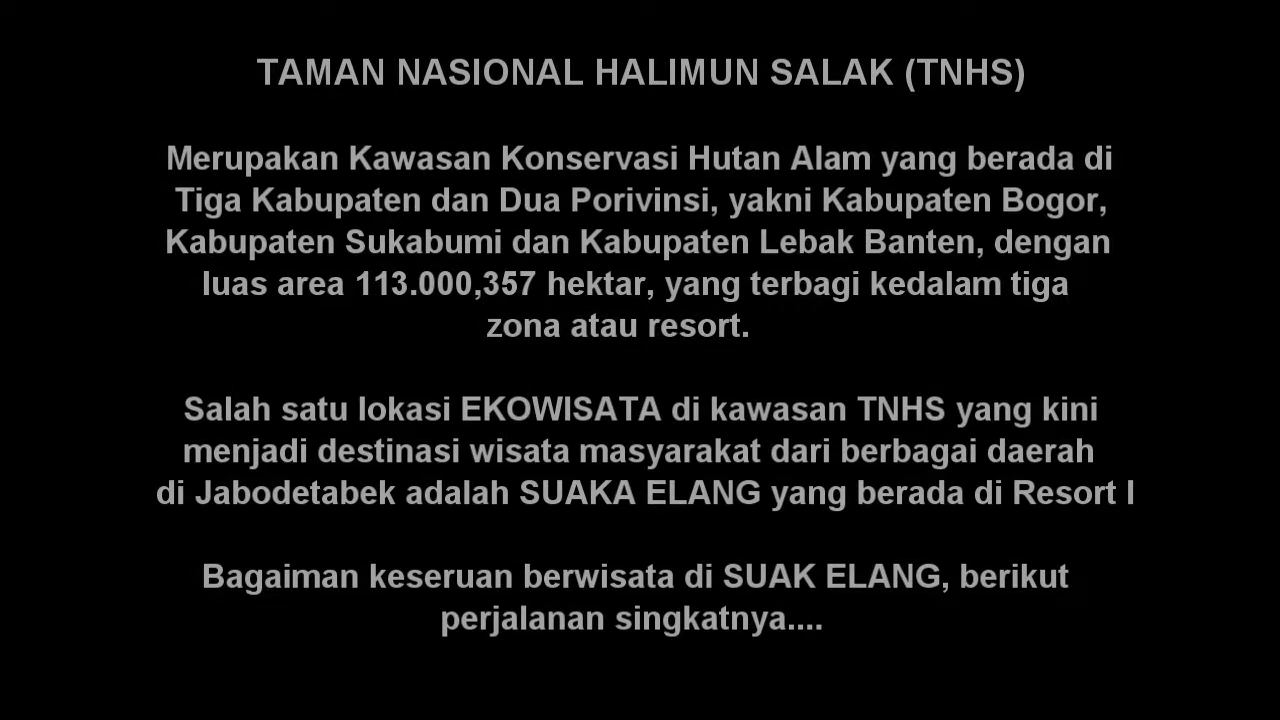 TAMAN NASIONAL HALIMUN SALAK (TNHS)
Merupakan Kawasan Konservasi Hutan Alam yang berada di
Tiga Kabupaten dan Dua Porivinsi, yakni Kabupaten Bogor,
Kabupaten Sukabumi dan Kabupaten Lebak Banten, dengan
luas area 113.000,357 hektar, yang terbagi kedalam tiga
zona atau resort.
Salah satu lokasi EKOWISATA di kawasan TNHS yang kini
menjadi destinasi wisata masyarakat dari berbagai daerah
di Jabodetabek adalah SUAKA ELANG yang berada di Resort I
Bagaiman keseruan berwisata di SUAK ELANG, berikut
perjalanan singkatnya....